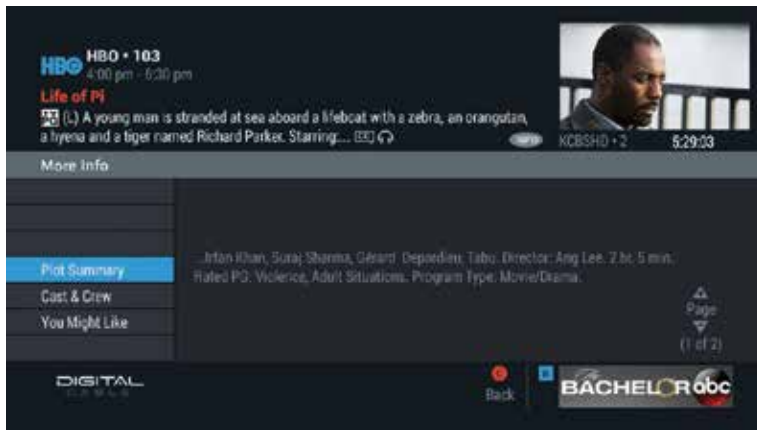 HBO HBO • 103
4:00 pm - 6:30 pm
Life of Pi
(L) A young man is stranded at sea aboard a lifeboat with a zebra, an orangutan,
a hyena and a tiger named Richard Parker. Starring:... CC
KCBSHD • 2 5:29:03
More Info
...Irfan Khan, Suraj Sharma, Gérard Depardieu, Tabu. Director: Ang Lee. 2 hr. 5 min.
Rated PG: Violence, Adult Situations. Program Type: Movie/Drama.
Plot Summary
Cast & Crew
You Might Like
Page
(1 of 2)
DIGITAL
CABLE
C
Back
The
BACHELOR abc